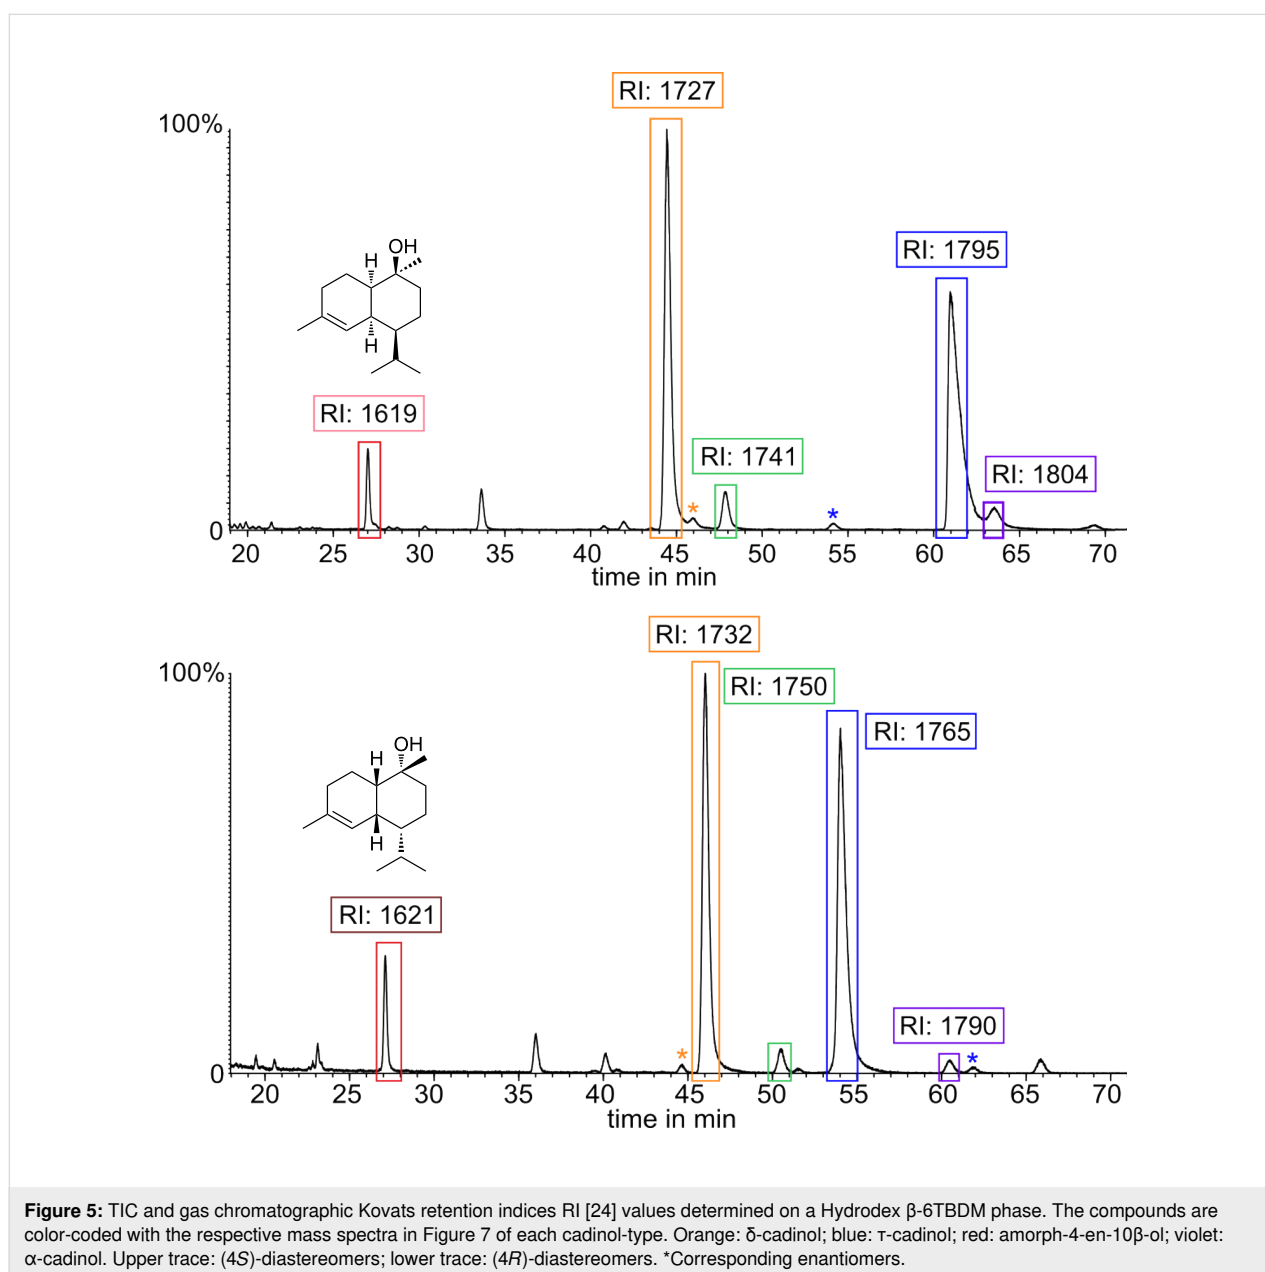 RI: 1727
100%
OH
H
RI: 1795
H
RI: 1619
RI: 1741
RI: 1804
*
*
0
20 25 30 35 40 45 50 55 60 65 70
time in min
RI: 1732
100%
RI: 1750
RI: 1765
OH
H
H
RI: 1621
RI: 1790
*
*
0
20 25 30 35 40 45 50 55 60 65 70
time in min
Figure 5: TIC and gas chromatographic Kovats retention indices RI [24] values determined on a Hydrodex β-6TBDM phase. The compounds are
color-coded with the respective mass spectra in Figure 7 of each cadinol-type. Orange: δ-cadinol; blue: τ-cadinol; red: amorph-4-en-10β-ol; violet:
α-cadinol. Upper trace: (4S)-diastereomers; lower trace: (4R)-diastereomers. *Corresponding enantiomers.